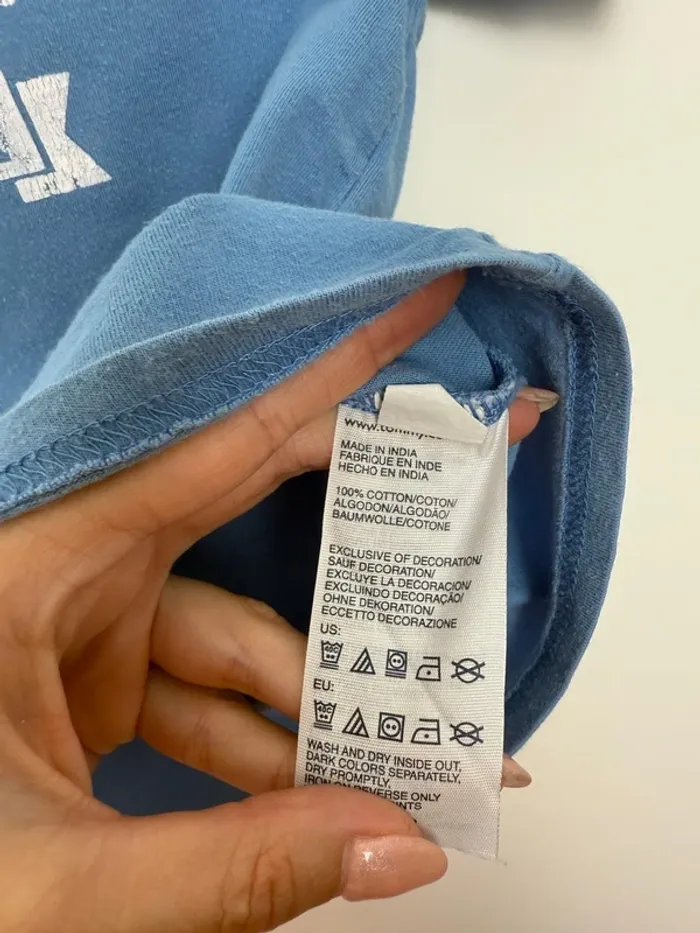 MADE IN INDIA
FABRIQUE EN INDE
HECHO EN INDIA
100% COTTON/COTON/
ALGODON/ALGODÃO/
BAUMWOLLE/COTONE
EXCLUSIVE OF DECORATION/
SAUF DECORATION/
EXCLUYE LA DECORACION/
EXCLUINDO DECORAÇÃO/
OHNE DEKORATION/
ECCETTO DECORAZIONE
US:
40C
EU:
40C
WASH AND DRY INSIDE OUT,
DARK COLORS SEPARATELY,
DRY PROMPTLY,
IRON ON REVERSE ONLY